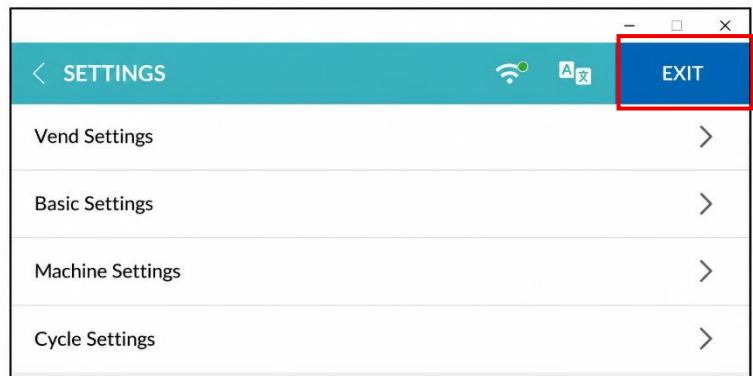 SETTINGS
EXIT
Vend Settings
Basic Settings
Machine Settings
Cycle Settings